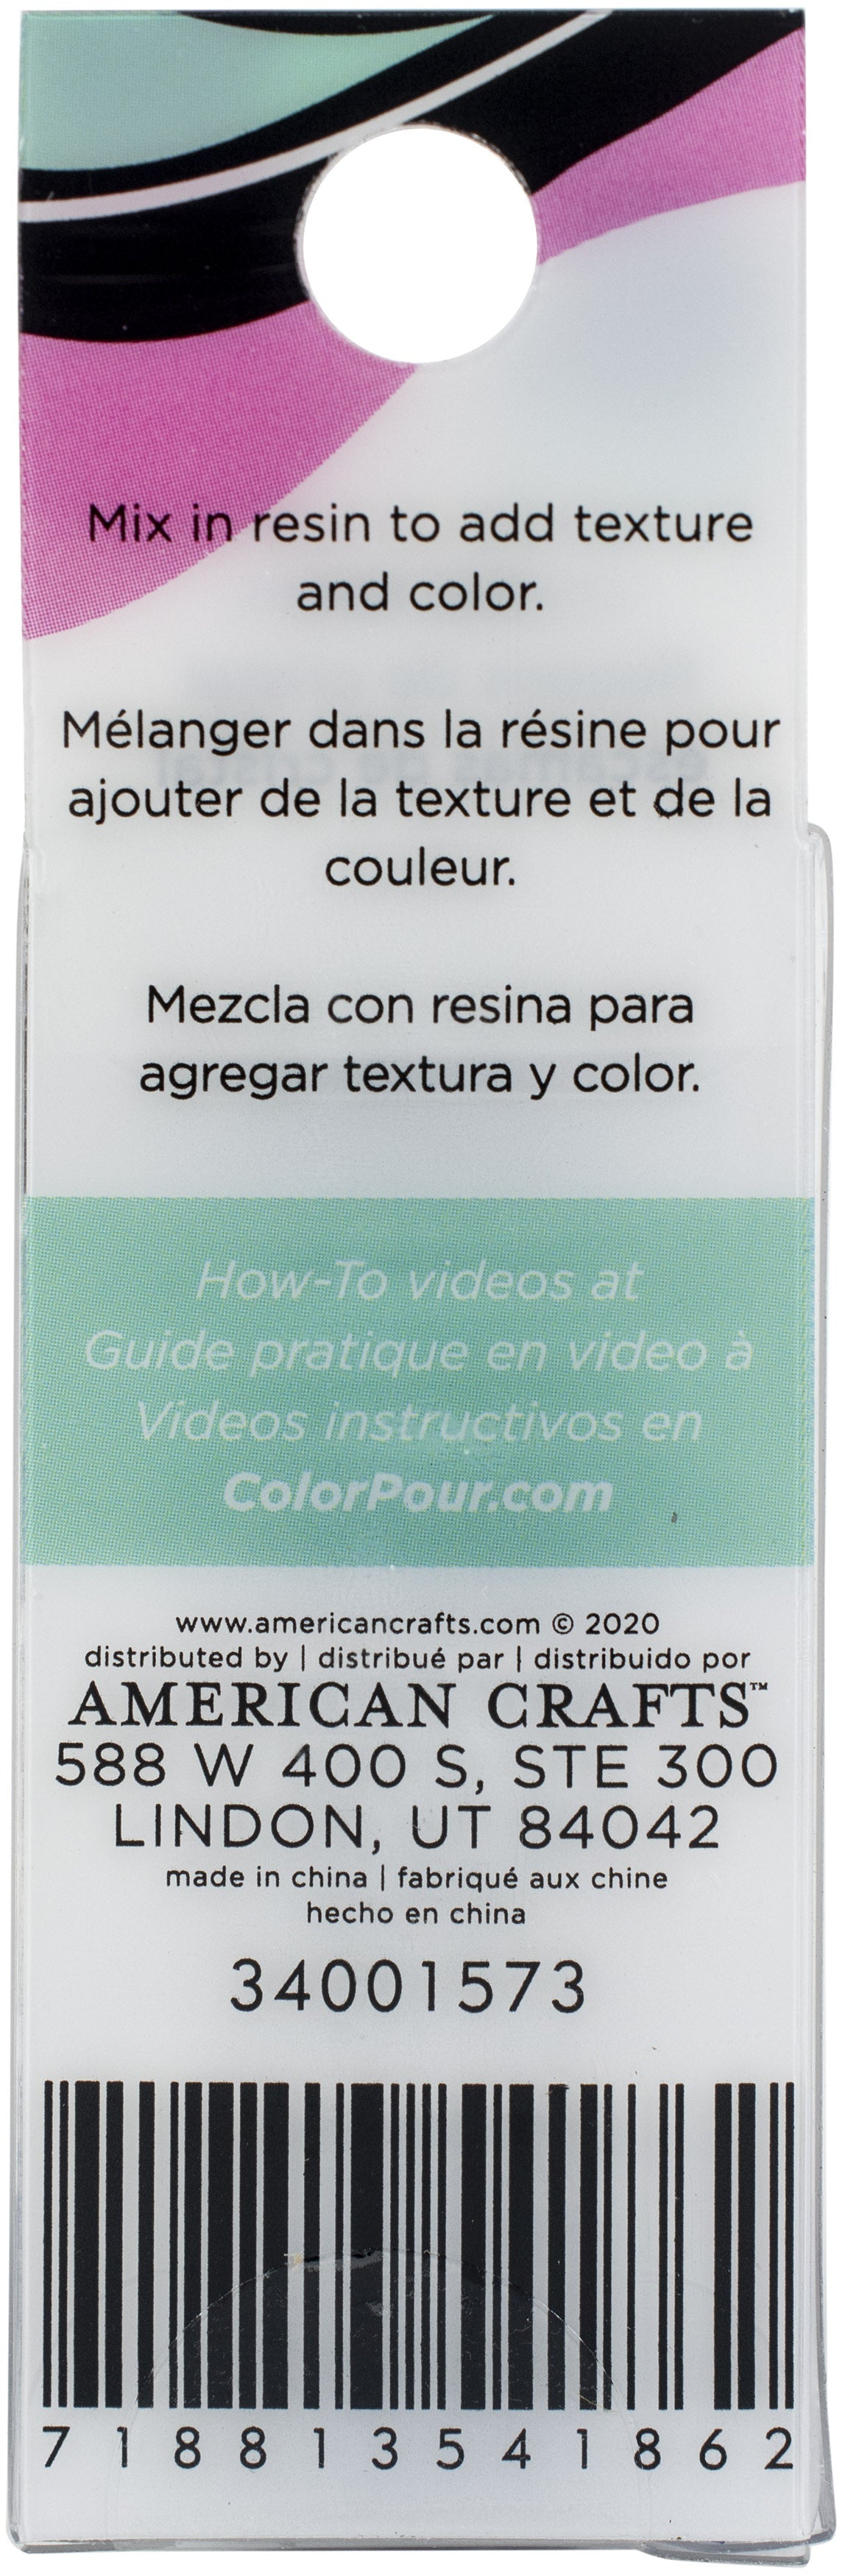 Mix in resin to add texture
and color.
Mélanger dans la résine pour
ajouter de la texture et de la
couleur.
Mezcla con resina para
agregar textura y color.
How-To videos at
Guide pratique en video à
Videos instructivos en
ColorPour.com
www.americancrafts.com © 2020
distributed by | distribué par | distribuido por
AMERICAN CRAFTS™
588 W 400 S, STE 300
LINDON, UT 84042
made in china | fabriqué aux chine
hecho en china
34001573
7 18813 54186 2